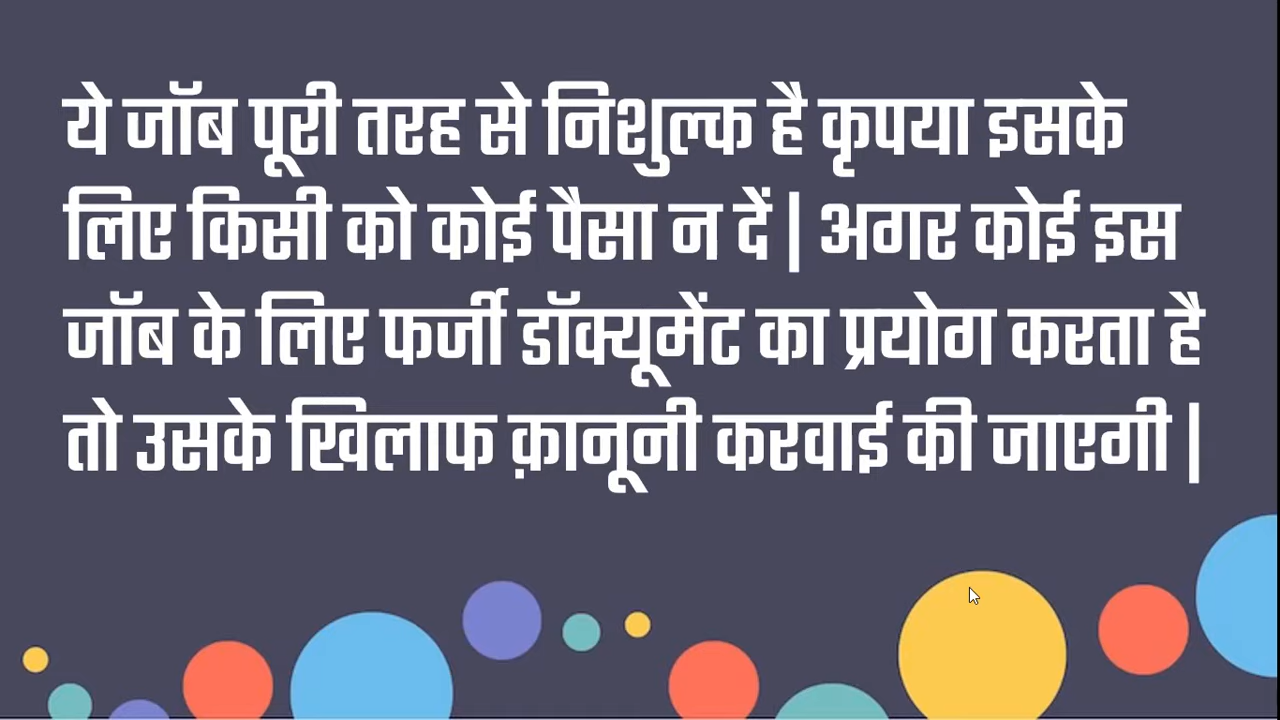 ये जॉब पूरी तरह से निशुल्क है कृपया इसके
लिए किसी को कोई पैसा न दें | अगर कोई इस
जॉब के लिए फर्जी डॉक्यूमेंट का प्रयोग करता है
तो उसके खिलाफ क़ानूनी करवाई की जाएगी |